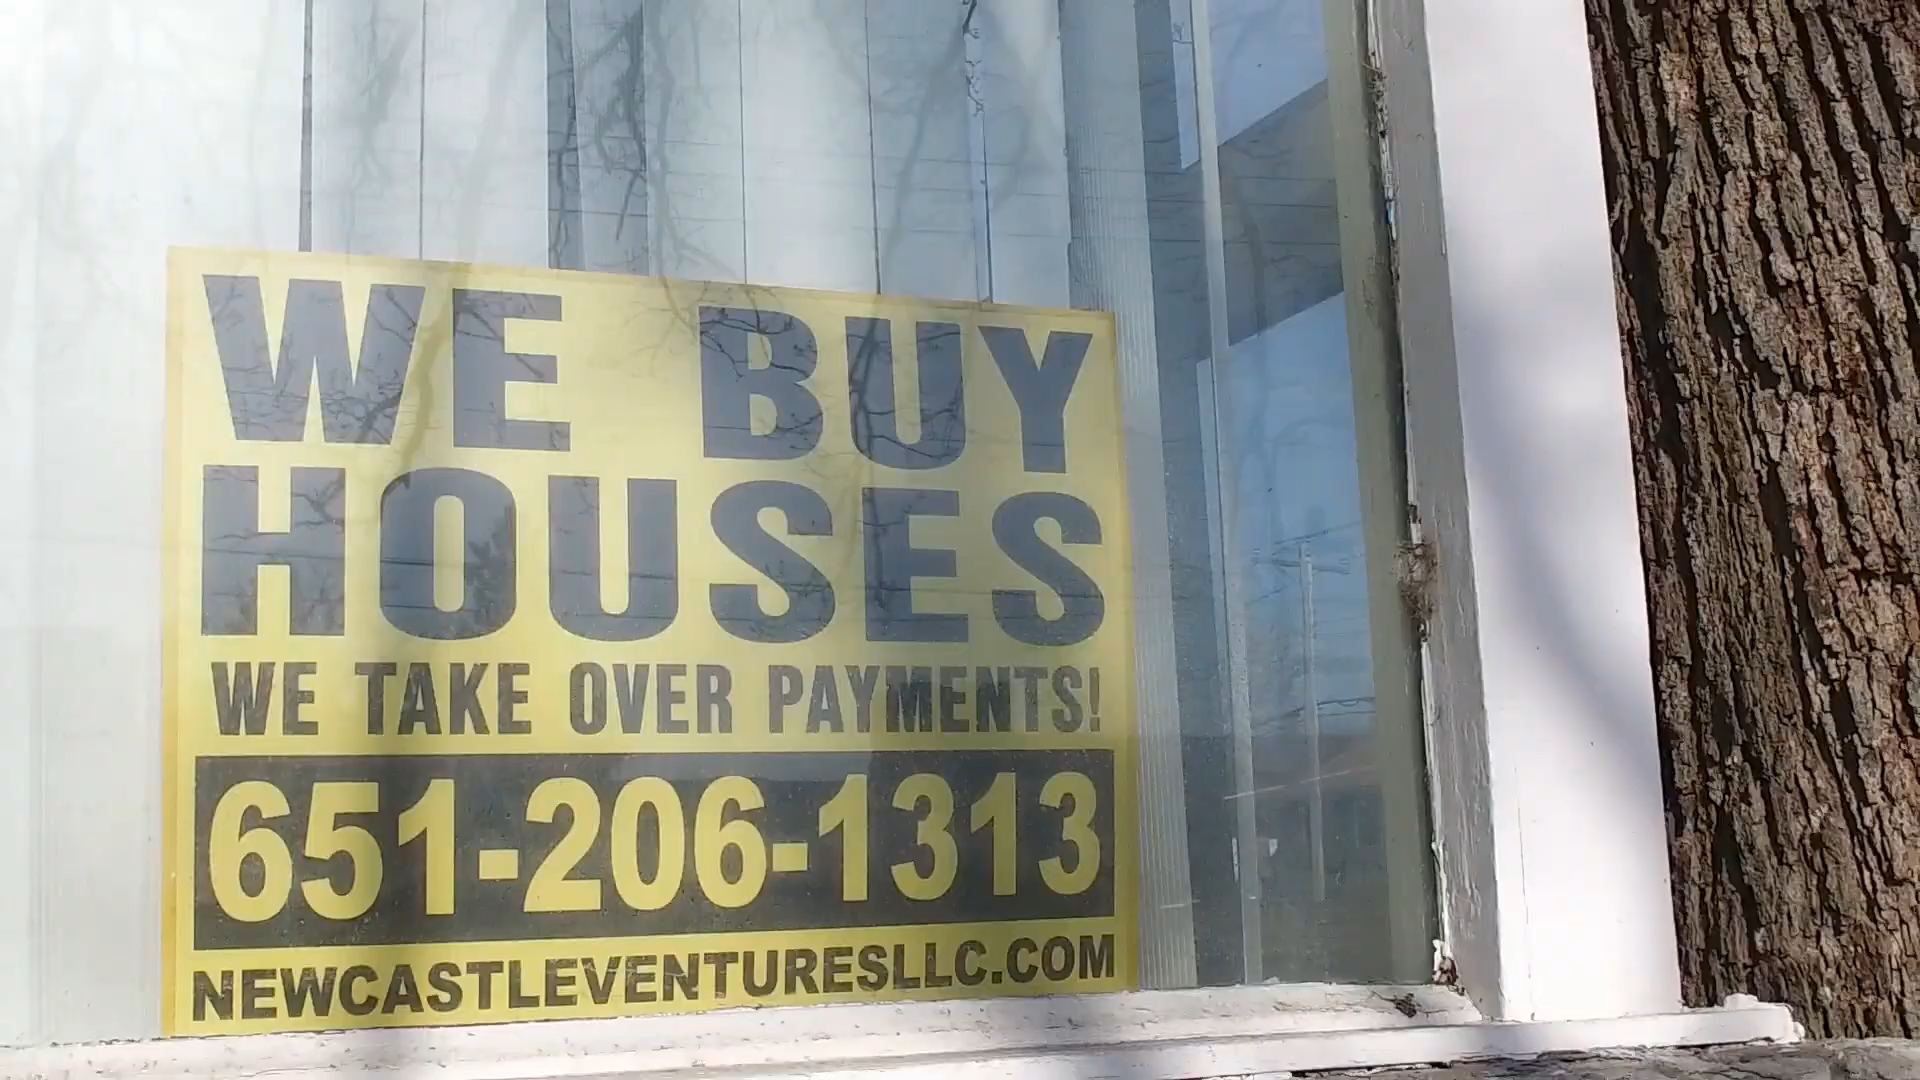 WE BUY
HOUSES
WE TAKE OVER PAYMENTS!
651-206-1313
NEWCASTLEVENTURESLLC.COM